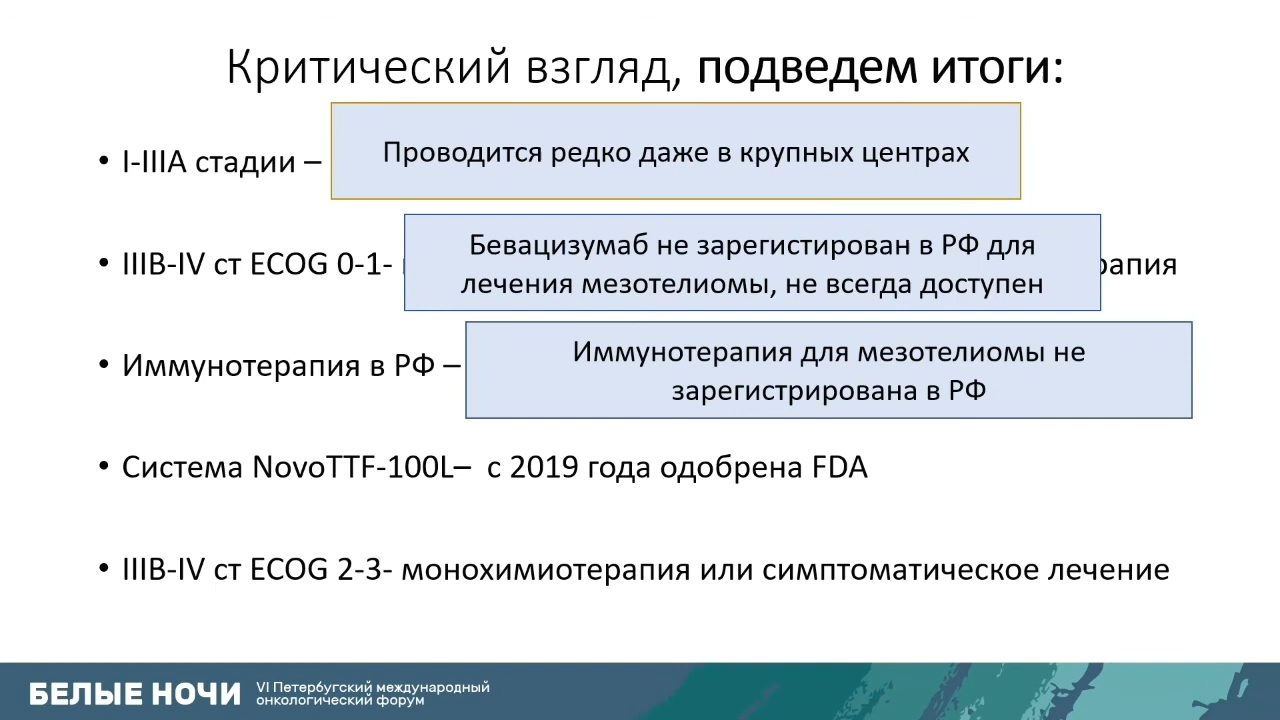 Критический взгляд, подведем итоги:
• I-IIIA стадии –
Проводится редко даже в крупных центрах
• IIIB-IV ст ECOG 0-1-
Бевацизумаб не зарегистирован в РФ для
лечения мезотелиомы, не всегда доступен
• Иммунотерапия в РФ –
Иммунотерапия для мезотелиомы не
зарегистрирована в РФ
• Система NovoTTF-100L– с 2019 года одобрена FDA
• IIIB-IV ст ECOG 2-3- монохимиотерапия или симптоматическое лечение
БЕЛЫЕ НОЧИ
VI Петербугский международный
онкологический форум